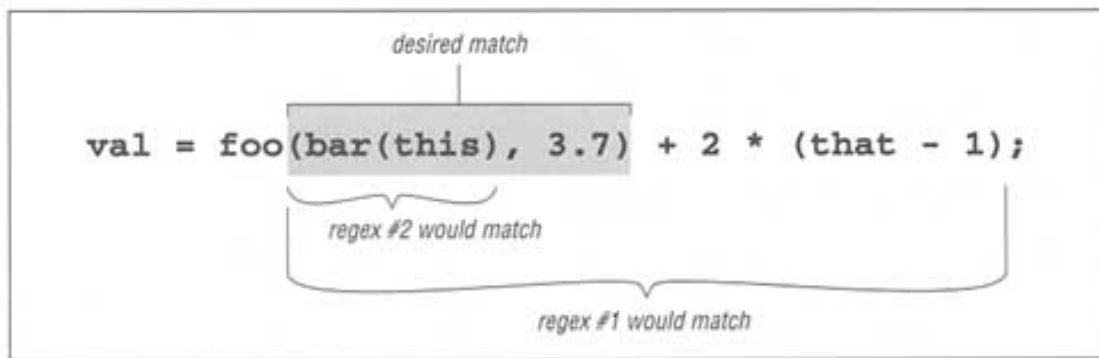 desired match
val = foo(bar(this), 3.7) + 2 * (that - 1);
regex #2 would match
regex #1 would match